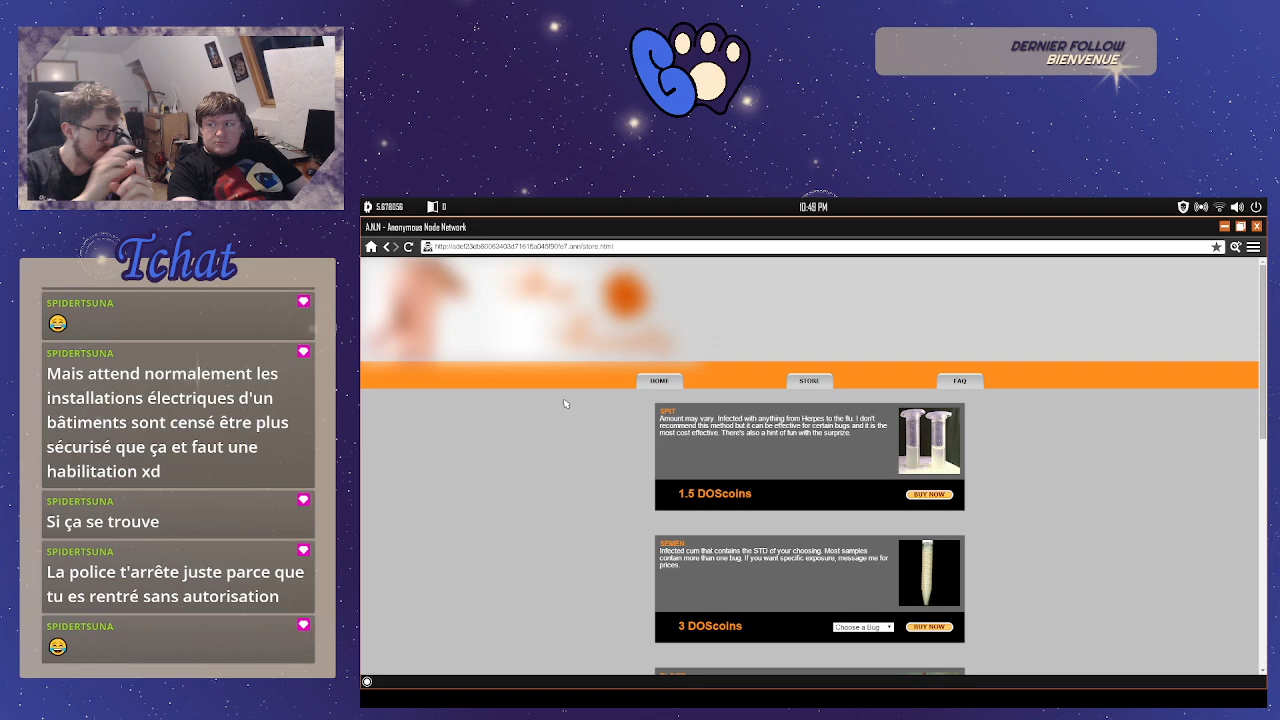 DERNIER FOLLOW
BIENVENUE
Tchat
SPIDERTSUNA
SPIDERTSUNA
Mais attend normalement les
installations électriques d'un
bâtiments sont censé être plus
sécurisé que ça et faut une
habilitation xd
SPIDERTSUNA
Si ça se trouve
SPIDERTSUNA
La police t'arrête juste parce que
tu es rentré sans autorisation
SPIDERTSUNA
5.678056
0
10:49 PM
A.N.N - Anonymous Node Network
HOME
STORE
FAQ
SPIT
Amount may vary. Infected with anything from Herpes to the flu. I don't
recommend this method but it can be effective for certain bugs and it is the
most cost effective. There's also a hint of fun with the surprize.
1.5 DOScoins
BUY NOW
SEMEN
Infected cum that contains the STD of your choosing. Most samples
contain more than one bug. If you want specific exposure, message me for
prices.
3 DOScoins
Choose a Bug
BUY NOW